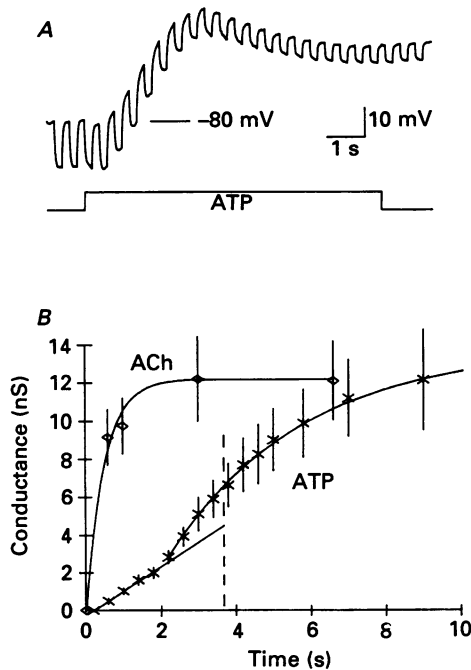 A
–80 mV
10 mV
1 s
ATP
B
14
12
10
8
6
4
2
0
Conductance (nS)
ACh
ATP
0
2
4
6
8
10
Time (s)